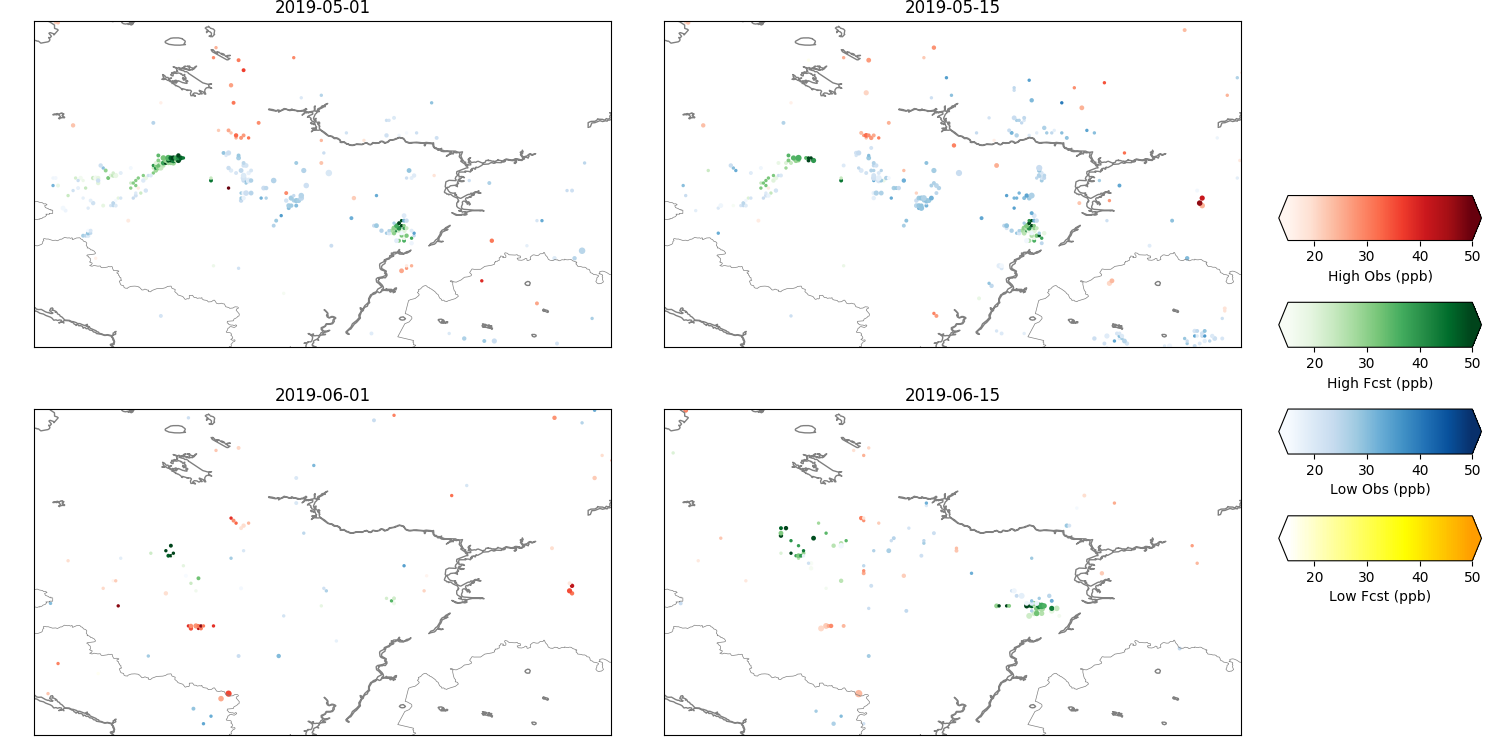 2019-05-01
2019-05-15
20 30 40 50
High Obs (ppb)
20 30 40 50
High Fcst (ppb)
2019-06-01
2019-06-15
20 30 40 50
Low Obs (ppb)
20 30 40 50
Low Fcst (ppb)